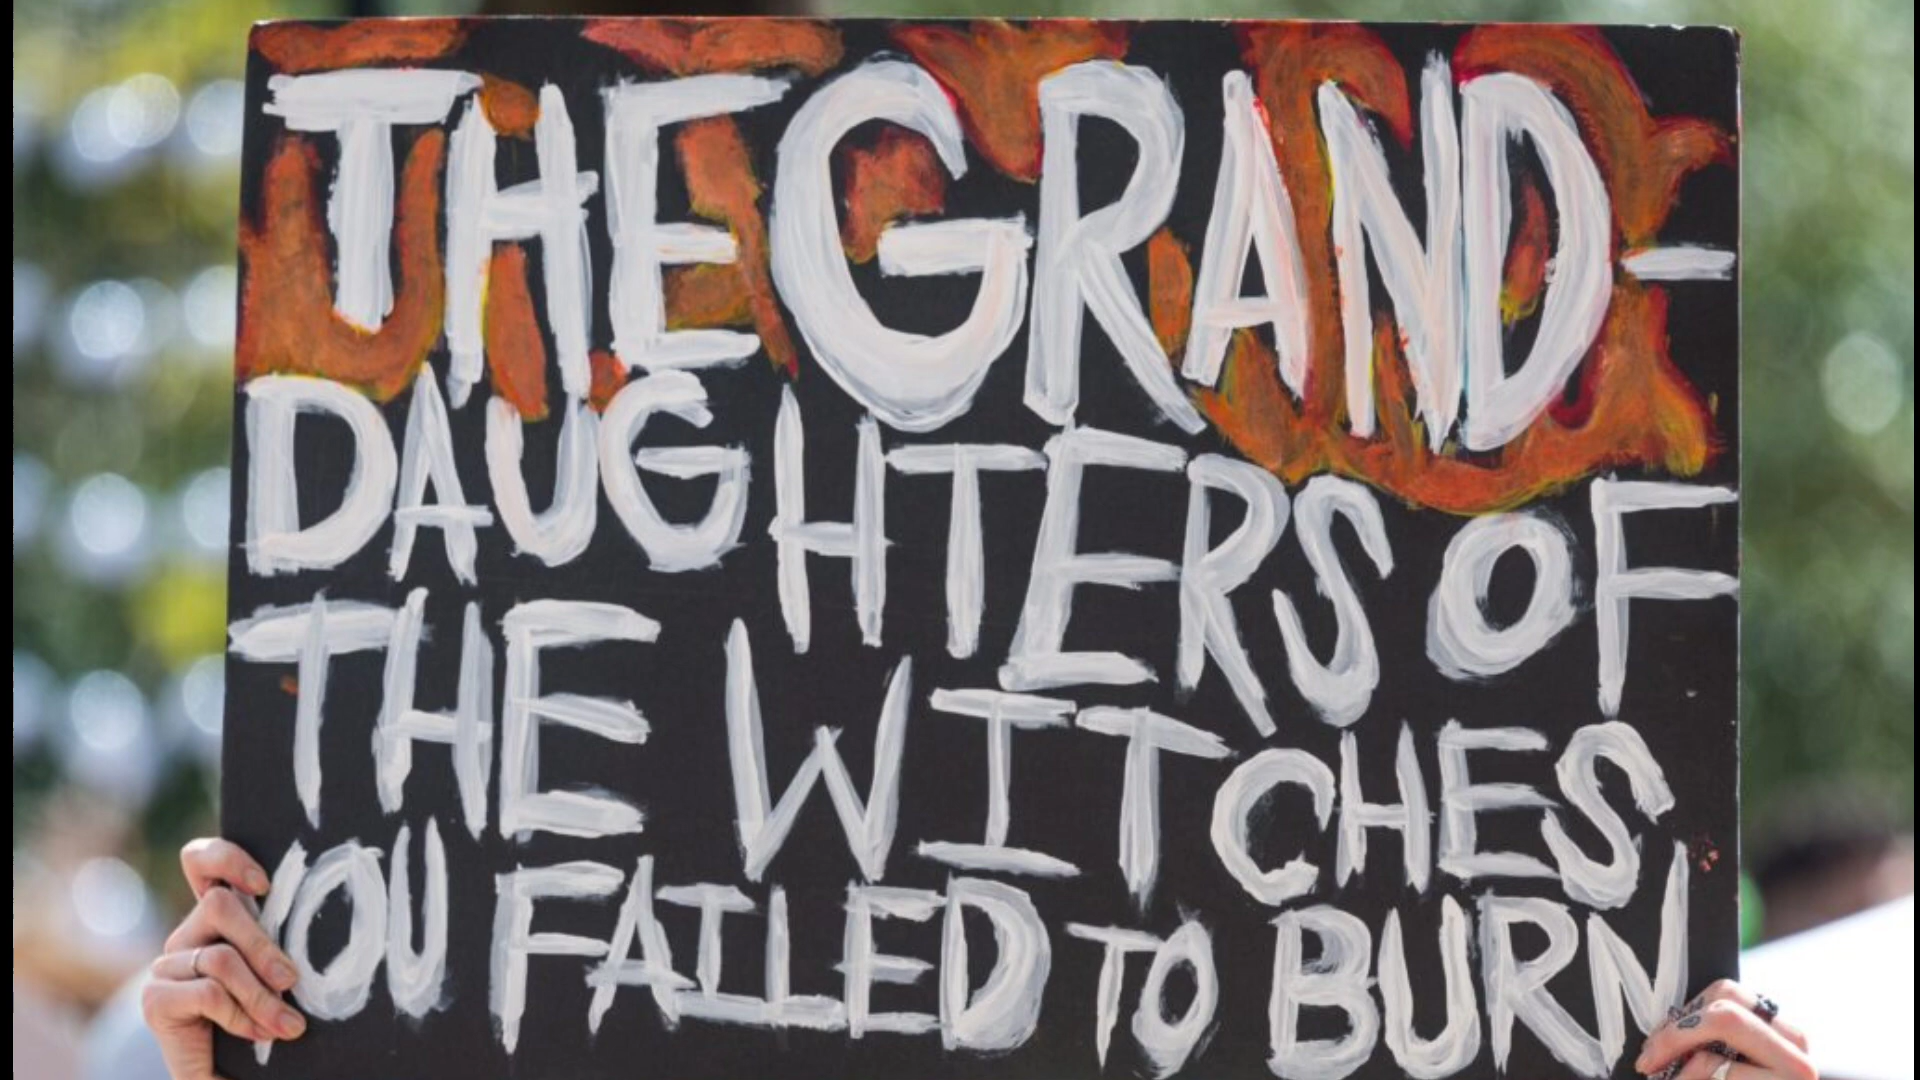 THE GRAND-
DAUGHTERS OF
THE WITCHES
YOU FAILED TO BURN